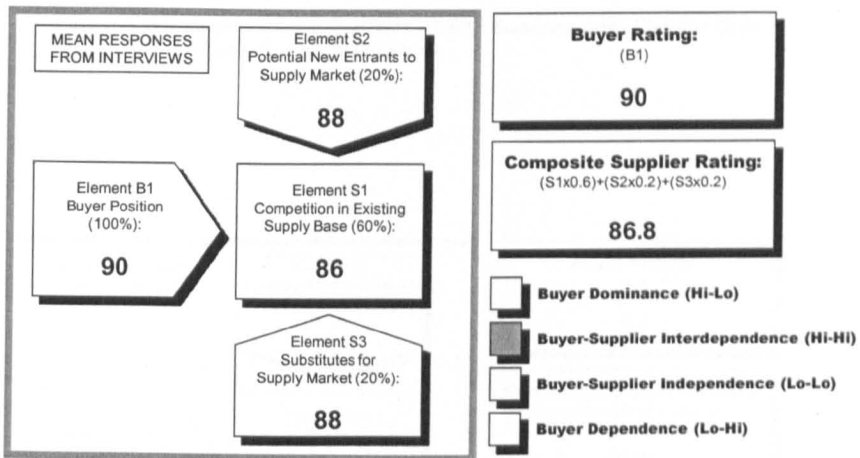 MEAN RESPONSES
FROM INTERVIEWS
Element S2
Potential New Entrants to
Supply Market (20%):
88
Element B1
Buyer Position
(100%):
90
Element S1
Competition in Existing
Supply Base (60%):
86
Element S3
Substitutes for
Supply Market (20%):
88
Buyer Rating:
(B1)
90
Composite Supplier Rating:
(S1x0.6)+(S2x0.2)+(S3x0.2)
86.8
Buyer Dominance (Hi-Lo)
Buyer-Supplier Interdependence (Hi-Hi)
Buyer-Supplier Independence (Lo-Lo)
Buyer Dependence (Lo-Hi)